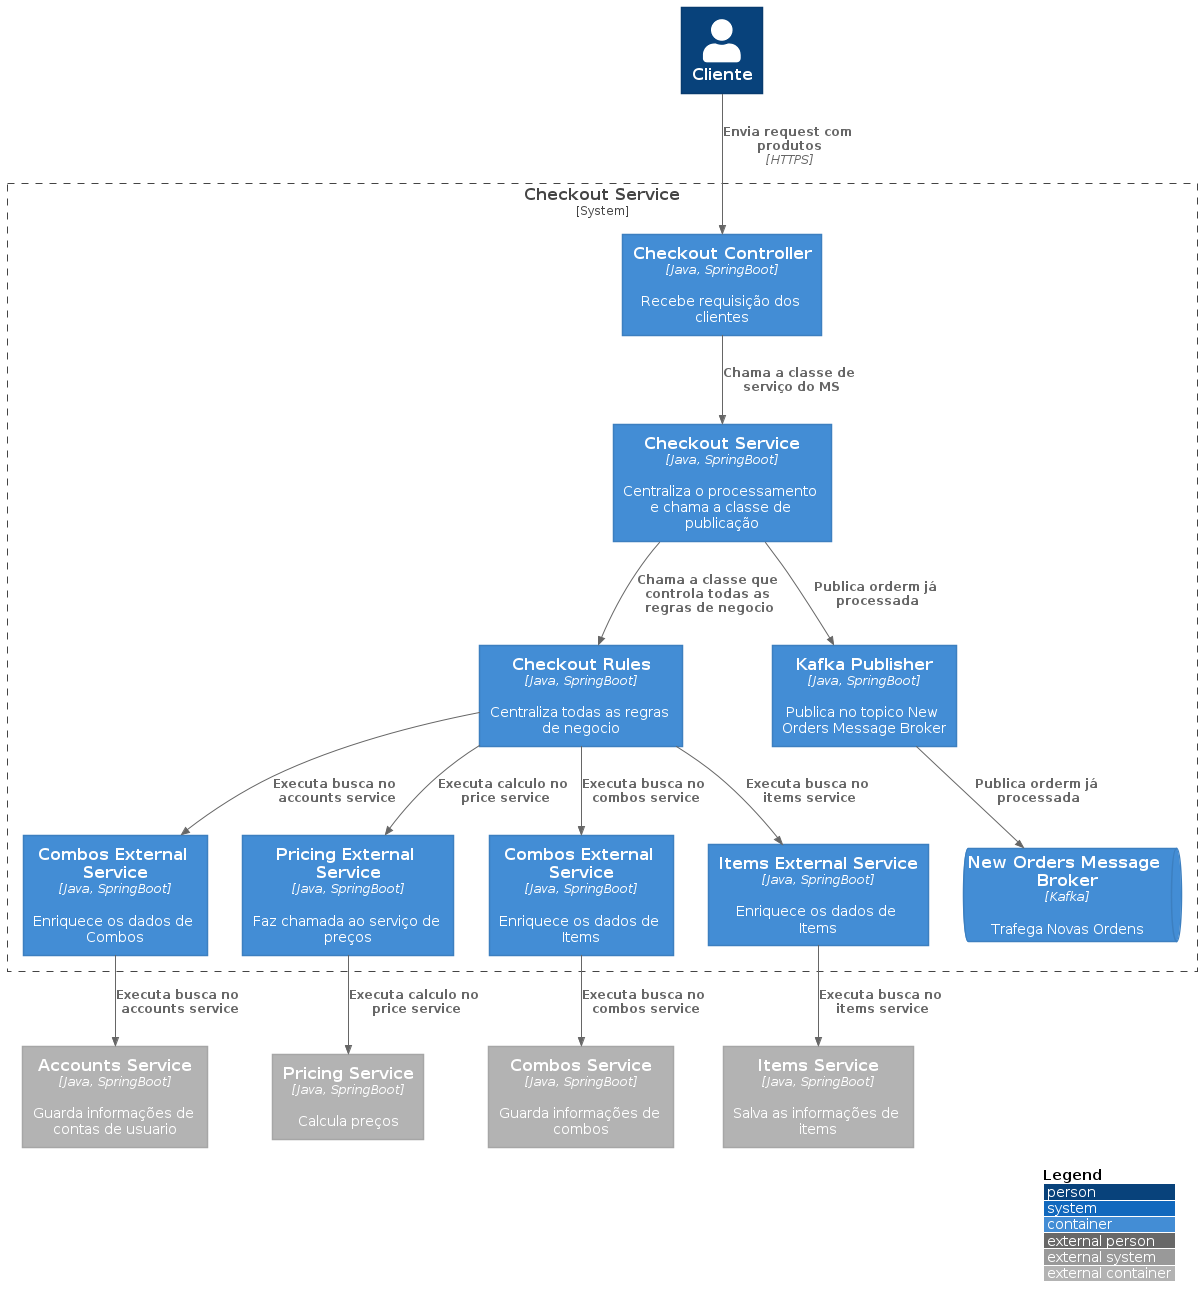 Cliente
Envia request com
produtos
[HTTPS]
Checkout Service
[System]
Checkout Controller
[Java, SpringBoot]
Recebe requisição dos
clientes
Chama a classe de
serviço do MS
Checkout Service
[Java, SpringBoot]
Centraliza o processamento
e chama a classe de
publicação
Chama a classe que
controla todas as
regras de negocio
Publica orderm já
processada
Checkout Rules
[Java, SpringBoot]
Centraliza todas as regras
de negocio
Kafka Publisher
[Java, SpringBoot]
Publica no topico New
Orders Message Broker
Executa busca no
accounts service
Executa calculo no
price service
Executa busca no
combos service
Executa busca no
items service
Publica orderm já
processada
Combos External
Service
[Java, SpringBoot]
Enriquece os dados de
Combos
Pricing External
Service
[Java, SpringBoot]
Faz chamada ao serviço de
preços
Combos External
Service
[Java, SpringBoot]
Enriquece os dados de
Items
Items External Service
[Java, SpringBoot]
Enriquece os dados de
Items
New Orders Message
Broker
[Kafka]
Trafega Novas Ordens
Executa busca no
accounts service
Executa calculo no
price service
Executa busca no
combos service
Executa busca no
items service
Accounts Service
[Java, SpringBoot]
Guarda informações de
contas de usuario
Pricing Service
[Java, SpringBoot]
Calcula preços
Combos Service
[Java, SpringBoot]
Guarda informações de
combos
Items Service
[Java, SpringBoot]
Salva as informações de
items
Legend
person
system
container
external person
external system
external container